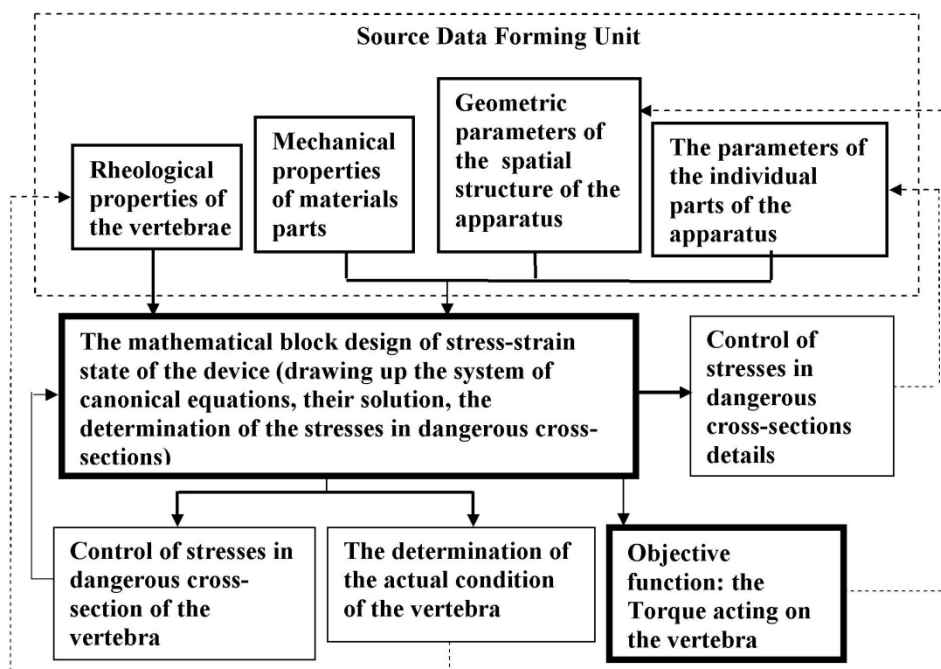 Source Data Forming Unit
Rheological
properties of
the vertebrae
Mechanical
properties
of materials
parts
Geometric
parameters of
the spatial
structure of the
apparatus
The parameters of
the individual
parts of the
apparatus
The mathematical block design of stress-strain
state of the device (drawing up the system of
canonical equations, their solution, the
determination of the stresses in dangerous cross-
sections)
Control of
stresses in
dangerous
cross-sections
details
Control of stresses in
dangerous cross-
section of the
vertebra
The determination of
the actual condition
of the vertebra
Objective
function: the
Torque acting on
the vertebra